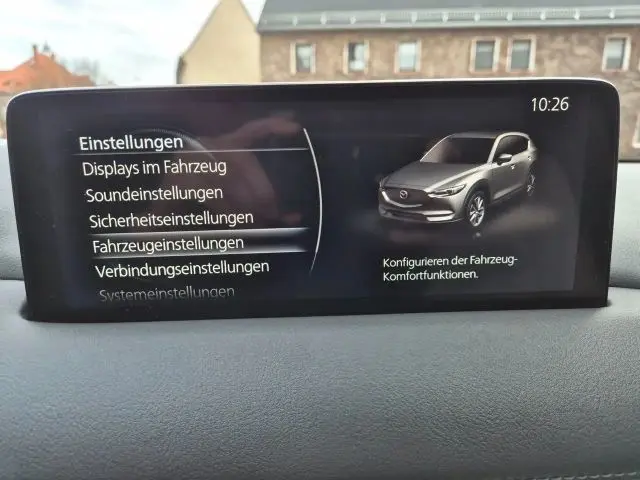 10:26
Einstellungen
Displays im Fahrzeug
Soundeinstellungen
Sicherheitseinstellungen
Fahrzeugeinstellungen
Verbindungseinstellungen
Systemeinstellungen
Konfigurieren der Fahrzeug-
Komfortfunktionen.